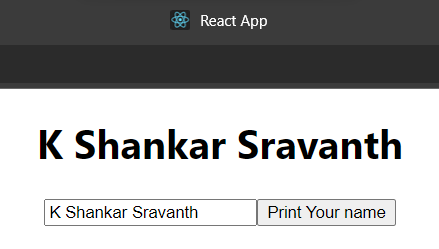 React App
K Shankar Sravanth
K Shankar Sravanth Print Your name